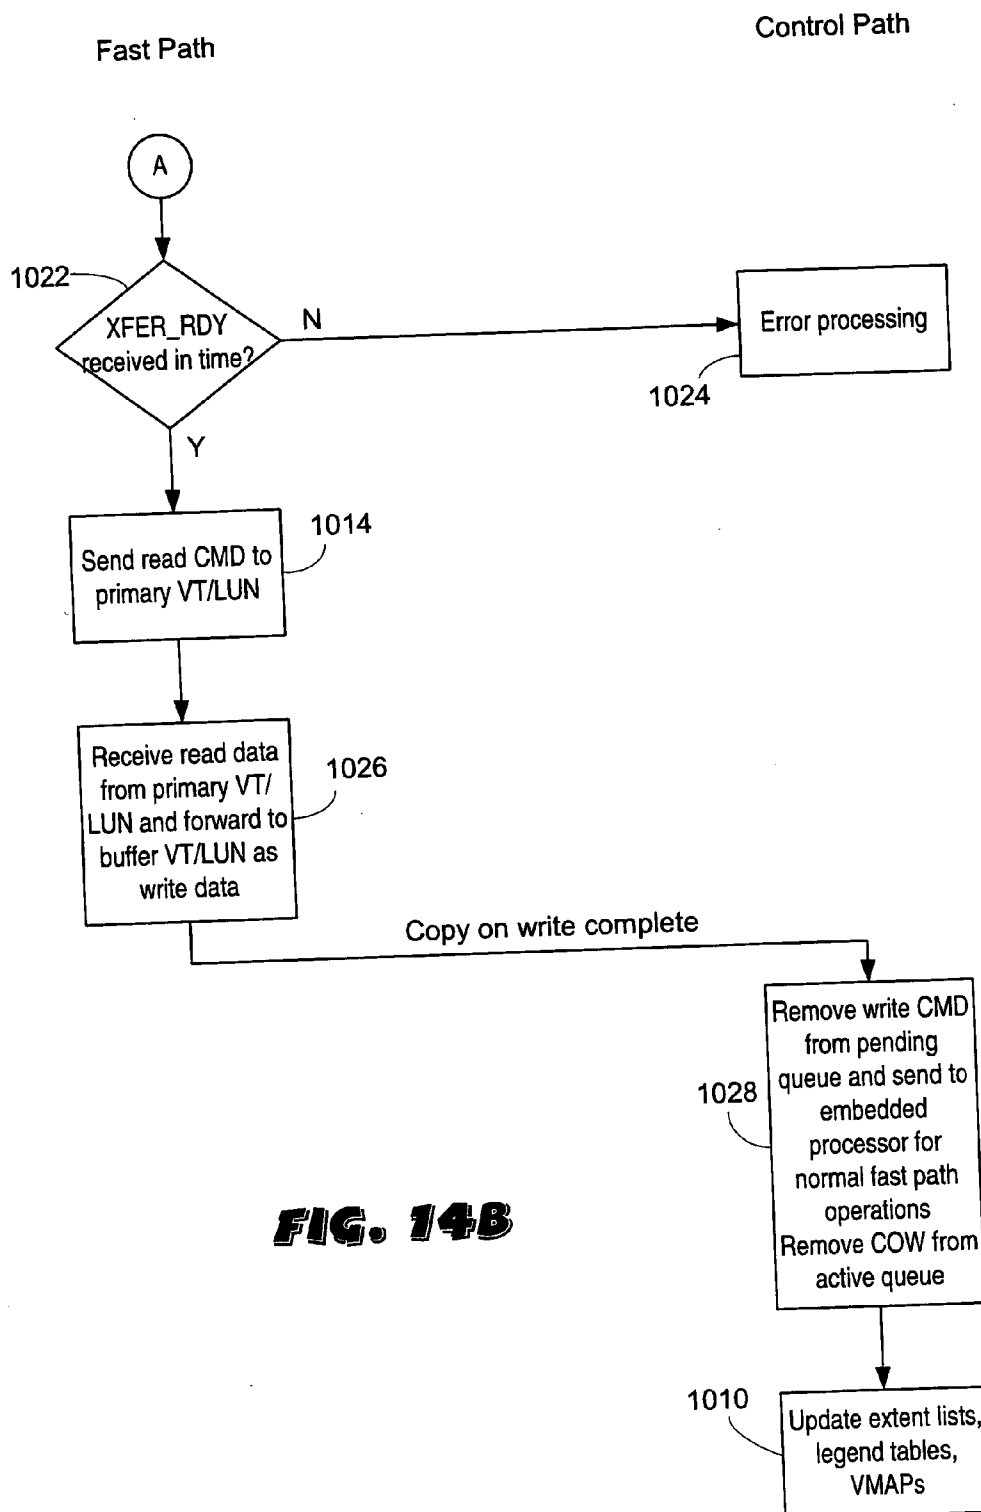 Fast Path
Control Path
A
1022
XFER_RDY
received in time?
N
Error processing
1024
Y
Send read CMD to
primary VT/LUN
1014
Receive read data
from primary VT/
LUN and forward to
buffer VT/LUN as
write data
1026
Copy on write complete
Remove write CMD
from pending
queue and send to
embedded
processor for
normal fast path
operations
Remove COW from
active queue
1028
FIG. 14B
1010
Update extent lists,
legend tables,
VMAPs